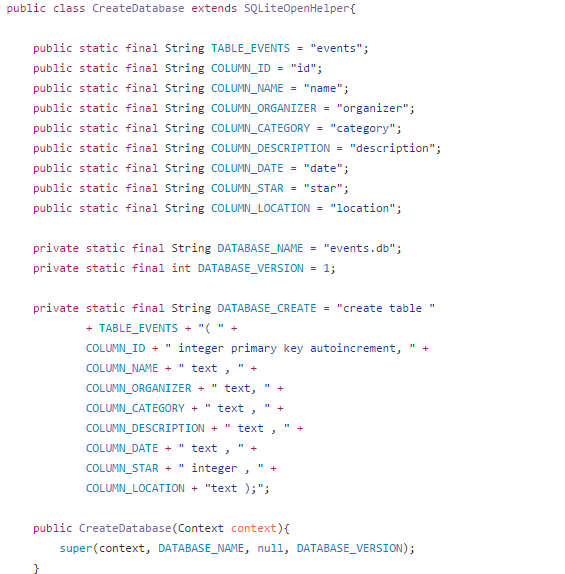 public class CreateDatabase extends SQLiteOpenHelper{
public static final String TABLE_EVENTS = "events";
public static final String COLUMN_ID = "id";
public static final String COLUMN_NAME = "name";
public static final String COLUMN_ORGANIZER = "organizer";
public static final String COLUMN_CATEGORY = "category";
public static final String COLUMN_DESCRIPTION = "description";
public static final String COLUMN_DATE = "date";
public static final String COLUMN_STAR = "star";
public static final String COLUMN_LOCATION = "location";
private static final String DATABASE_NAME = "events.db";
private static final int DATABASE_VERSION = 1;
private static final String DATABASE_CREATE = "create table "
+ TABLE_EVENTS + "( " +
COLUMN_ID + " integer primary key autoincrement, " +
COLUMN_NAME + " text , " +
COLUMN_ORGANIZER + " text, " +
COLUMN_CATEGORY + " text , " +
COLUMN_DESCRIPTION + " text , " +
COLUMN_DATE + " text , " +
COLUMN_STAR + " integer , " +
COLUMN_LOCATION + "text );";
public CreateDatabase(Context context){
super(context, DATABASE_NAME, null, DATABASE_VERSION);
}